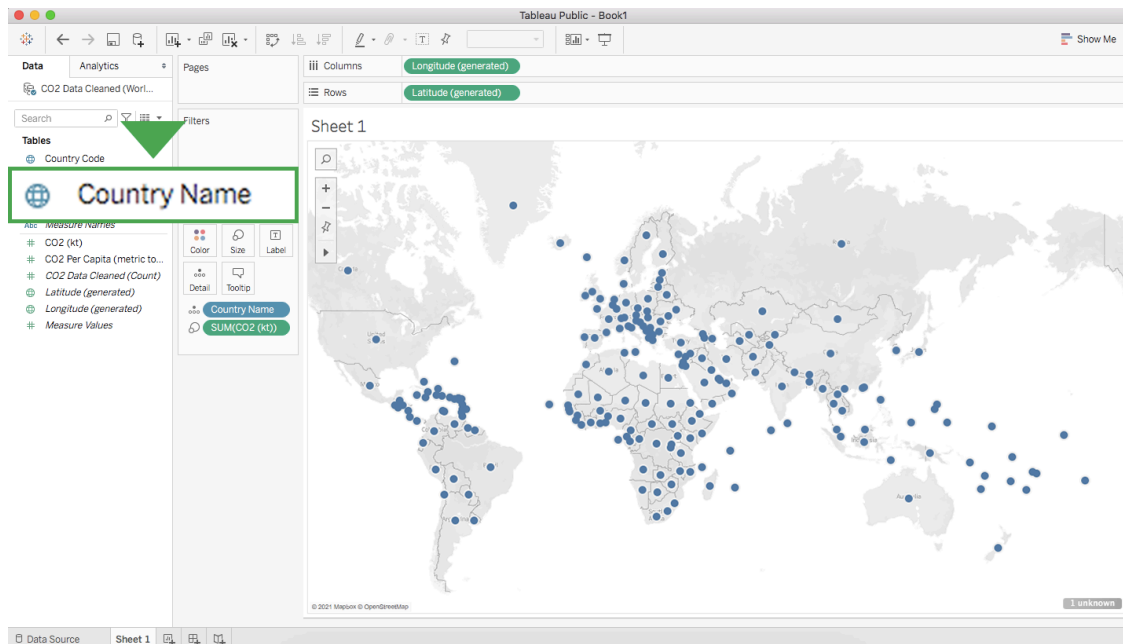 Tableau Public - Book1
Show Me
Data
Analytics
Pages
Columns
Longitude (generated)
CO2 Data Cleaned (Worl...
Rows
Latitude (generated)
Search
Filters
Sheet 1
Tables
Country Code
Country Name
Measure Names
CO2 (kt)
CO2 Per Capita (metric to...
CO2 Data Cleaned (Count)
Latitude (generated)
Longitude (generated)
Measure Values
Color
Size
Label
Detail
Tooltip
Country Name
SUM(CO2 (kt))
© 2021 Mapbox © OpenStreetMap
1 unknown
Data Source
Sheet 1